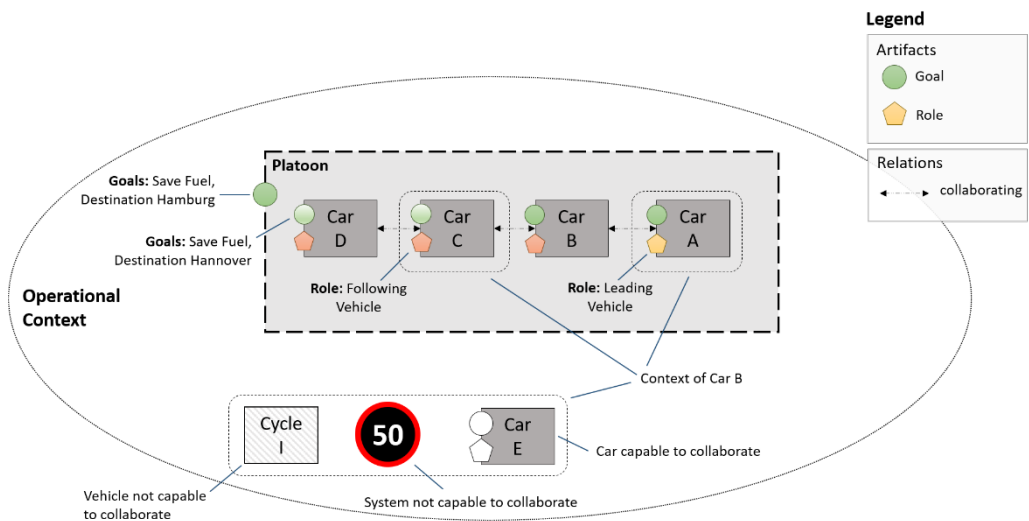 Legend
Artifacts
Goal
Role
Relations
collaborating
Platoon
Goals: Save Fuel,
Destination Hamburg
Goals: Save Fuel,
Destination Hannover
Car
D
Car
C
Car
B
Car
A
Role: Following
Vehicle
Role: Leading
Vehicle
Operational
Context
Context of Car B
Cycle
I
50
Car
E
Car capable to collaborate
Vehicle not capable
to collaborate
System not capable to collaborate